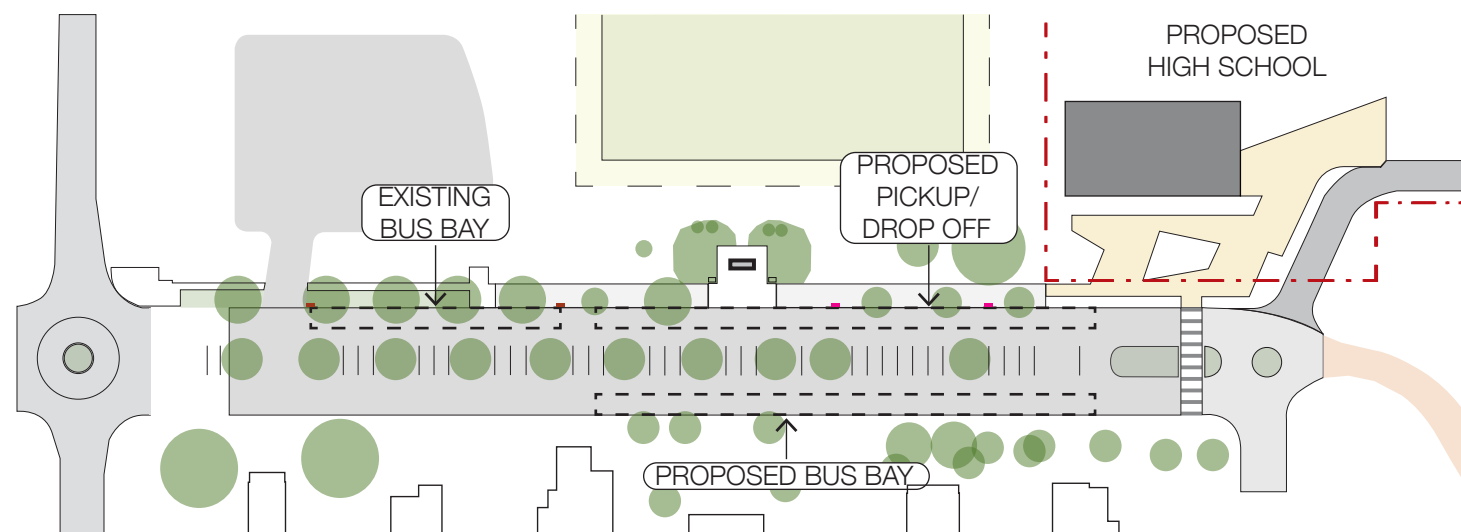 PROPOSED
HIGH SCHOOL
EXISTING
BUS BAY
PROPOSED
PICKUP/
DROP OFF
PROPOSED BUS BAY